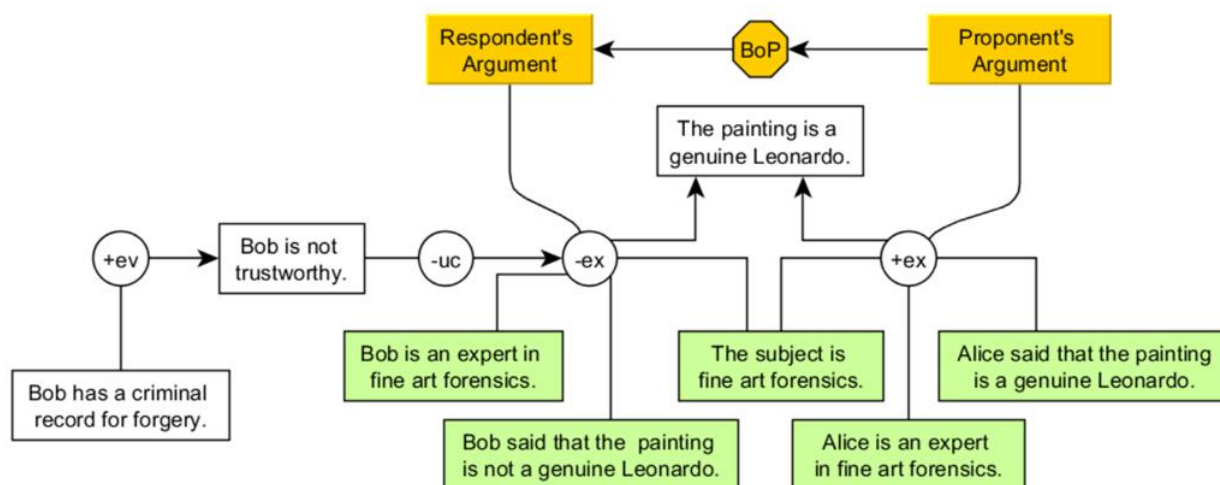 Respondent's
Argument
BoP
Proponent's
Argument
The painting is a
genuine Leonardo.
+ev
Bob is not
trustworthy.
-uc
-ex
+ex
Bob is an expert in
fine art forensics.
The subject is
fine art forensics.
Alice said that the painting
is a genuine Leonardo.
Bob has a criminal
record for forgery.
Bob said that the painting
is not a genuine Leonardo.
Alice is an expert
in fine art forensics.